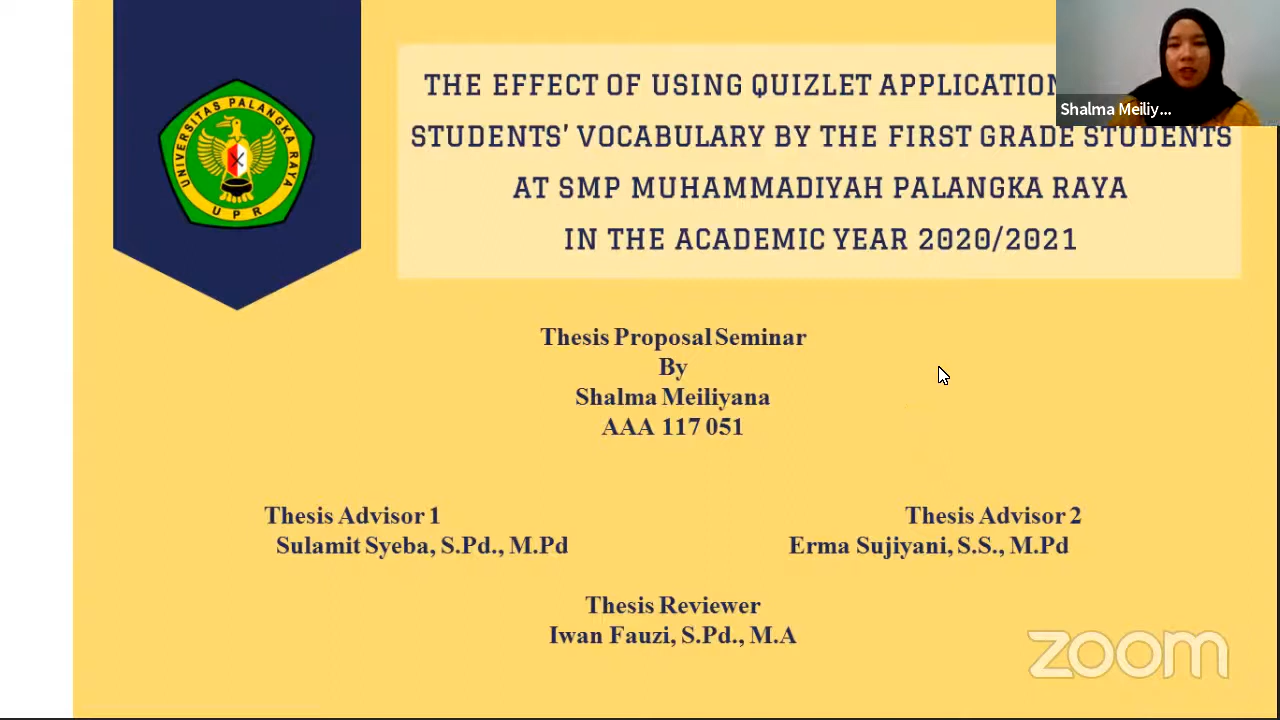 THE EFFECT OF USING QUIZLET APPLICATION
STUDENTS' VOCABULARY BY THE FIRST GRADE STUDENTS
AT SMP MUHAMMADIYAH PALANGKA RAYA
IN THE ACADEMIC YEAR 2020/2021
Shalma Meiliy...
UNIVERSITAS PALANGKA RAYA
UPR
Thesis Proposal Seminar
By
Shalma Meiliyana
AAA 117 051
Thesis Advisor 1
Sulamit Syeba, S.Pd., M.Pd
Thesis Advisor 2
Erma Sujiyani, S.S., M.Pd
Thesis Reviewer
Iwan Fauzi, S.Pd., M.A
zoom